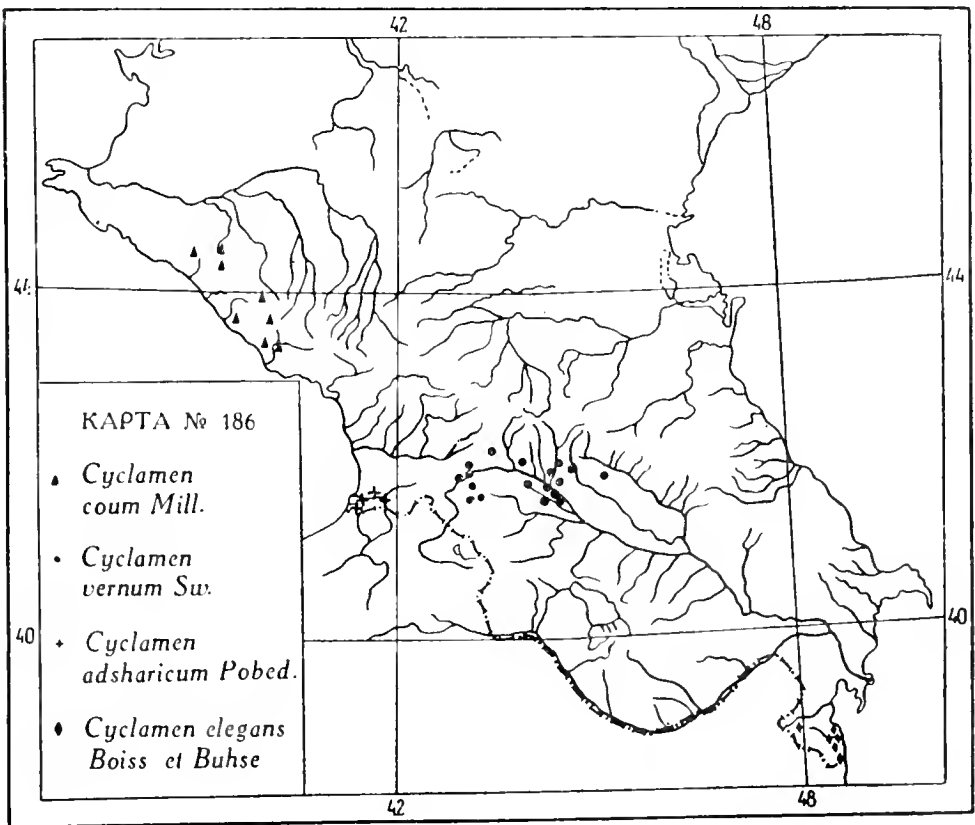 42 48
44 44
КАРТА № 186
Cyclamen
coum Mill.
Cyclamen
vernum Sw.
Cyclamen
adsharicum Pobed.
Cyclamen elegans
Boiss et Buhse
40 40
42 48